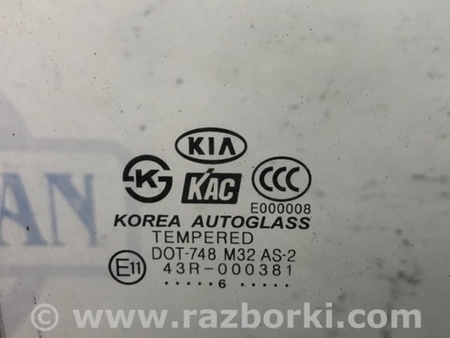 KIA
K KAC CCC
E000008
KOREA AUTOGLASS
TEMPERED
DOT-748 M32 AS-2
E11 43R-000381
·····6·····
AN
© www.razborki.com